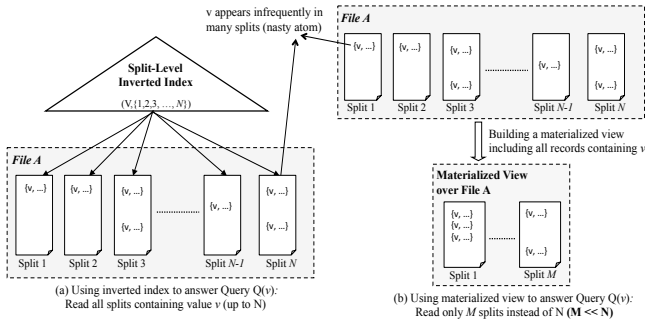 v appears infrequently in
many splits (nasty atom)
Split-Level
Inverted Index
(V,{1,2,3, …, N})
File A
{v, …}
{v, …}
{v, …}
{v, …}
{v, …}
{v, …}
{v, …}
Split 1
Split 2
Split 3
Split N-1
Split N
(a) Using inverted index to answer Query Q(v):
Read all splits containing value v (up to N)
File A
{v, …}
{v, …}
{v, …}
{v, …}
{v, …}
{v, …}
{v, …}
Split 1
Split 2
Split 3
Split N-1
Split N
Building a materialized view
including all records containing v
Materialized View
over File A
{v, …}
{v, …}
{v, …}
{v, …}
{v, …}
Split 1
Split M
(b) Using materialized view to answer Query Q(v):
Read only M splits instead of N (M << N)